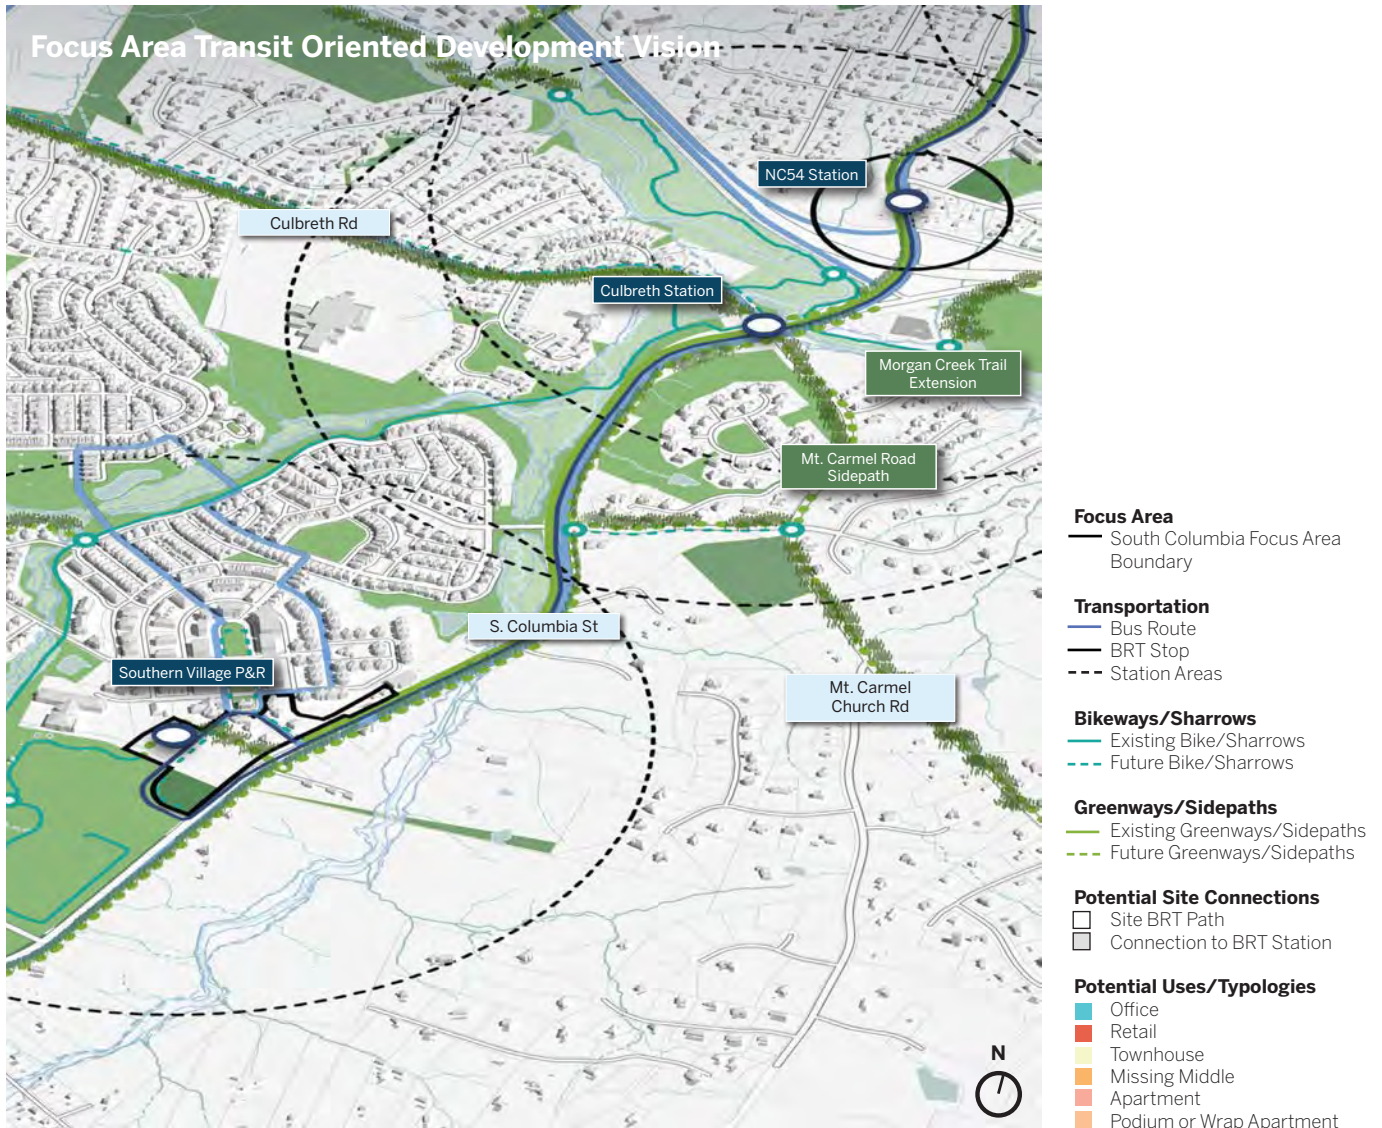 Focus Area Transit Oriented Development Vision
NC54 Station
Culbreth Rd
Culbreth Station
Morgan Creek Trail
Extension
Mt. Carmel Road
Sidepath
S. Columbia St
Southern Village P&R
Mt. Carmel
Church Rd
N
Focus Area
South Columbia Focus Area
Boundary
Transportation
Bus Route
BRT Stop
Station Areas
Bikeways/Sharrows
Existing Bike/Sharrows
Future Bike/Sharrows
Greenways/Sidepaths
Existing Greenways/Sidepaths
Future Greenways/Sidepaths
Potential Site Connections
Site BRT Path
Connection to BRT Station
Potential Uses/Typologies
Office
Retail
Townhouse
Missing Middle
Apartment
Podium or Wrap Apartment